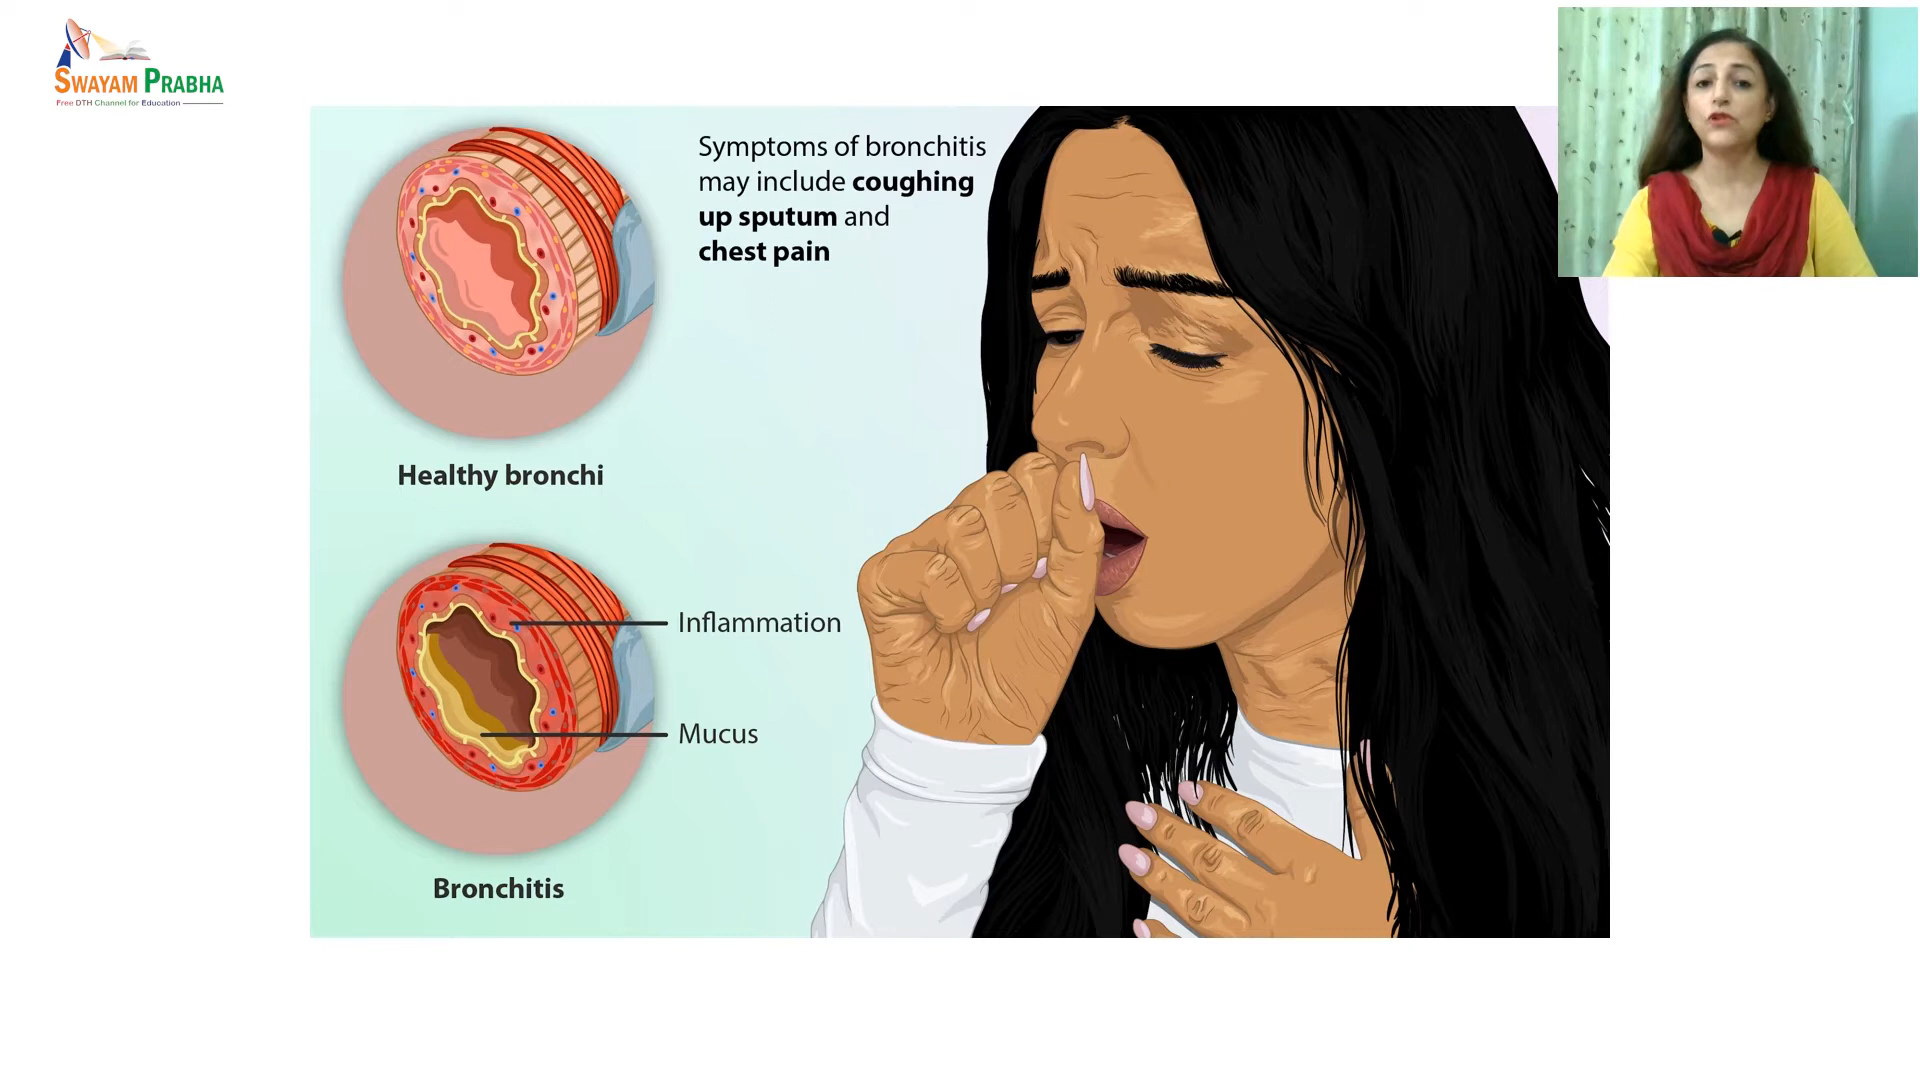 SWAYAM PRABHA
Free DTH Channel for Education
Symptoms of bronchitis
may include coughing
up sputum and
chest pain
Healthy bronchi
Inflammation
Mucus
Bronchitis